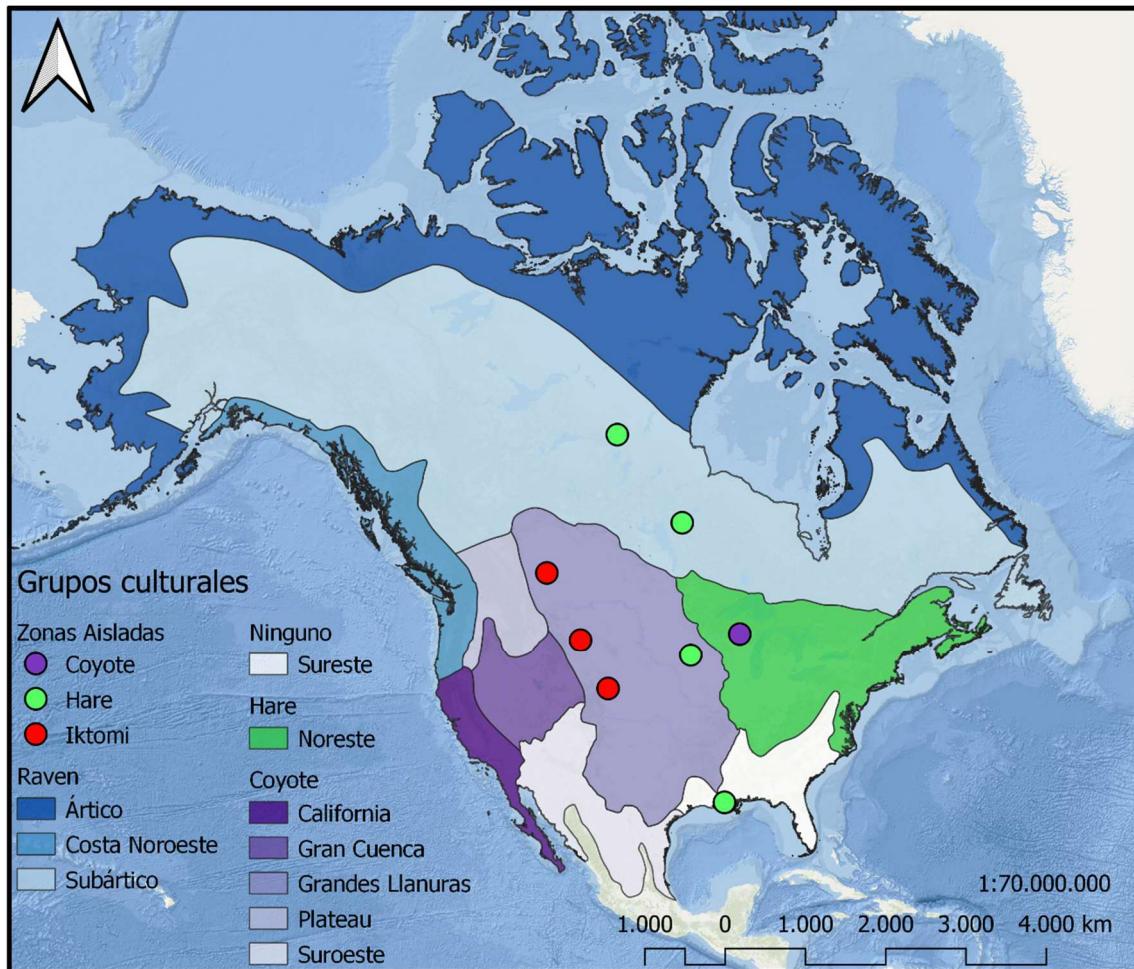 Grupos culturales
Zonas Aisladas
Coyote
Hare
Iktomi
Raven
Ártico
Costa Noroeste
Subártico
Ninguno
Sureste
Hare
Noreste
Coyote
California
Gran Cuenca
Grandes Llanuras
Plateau
Suroeste
1:70.000.000
1.000 0 1.000 2.000 3.000 4.000 km